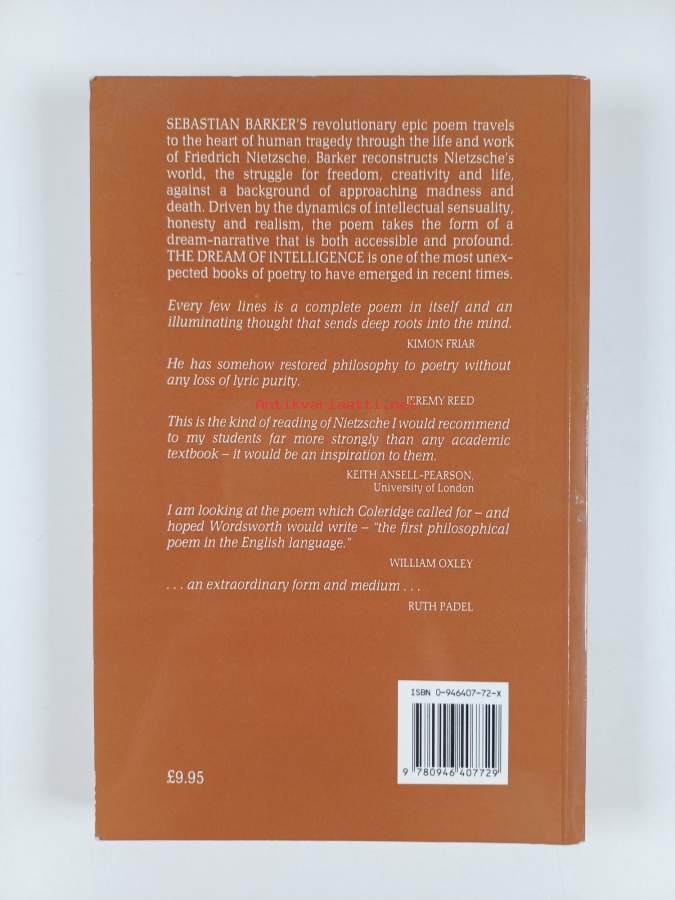 SEBASTIAN BARKER'S revolutionary epic poem travels
to the heart of human tragedy through the life and work
of Friedrich Nietzsche. Barker reconstructs Nietzsche's
world, the struggle for freedom, creativity and life,
against a background of approaching madness and
death. Driven by the dynamics of intellectual sensuality,
honesty and realism, the poem takes the form of a
dream-narrative that is both accessible and profound.
THE DREAM OF INTELLIGENCE is one of the most unex-
pected books of poetry to have emerged in recent times.
Every few lines is a complete poem in itself and an
illuminating thought that sends deep roots into the mind.
KIMON FRIAR
He has somehow restored philosophy to poetry without
any loss of lyric purity.
JEREMY REED
Antikvariaatti.net
This is the kind of reading of Nietzsche I would recommend
to my students far more strongly than any academic
textbook – it would be an inspiration to them.
KEITH ANSELL-PEARSON,
University of London
I am looking at the poem which Coleridge called for – and
hoped Wordsworth would write – "the first philosophical
poem in the English language."
WILLIAM OXLEY
. . . an extraordinary form and medium . . .
RUTH PADEL
ISBN 0-946407-72-X
9 780946 407729
£9.95